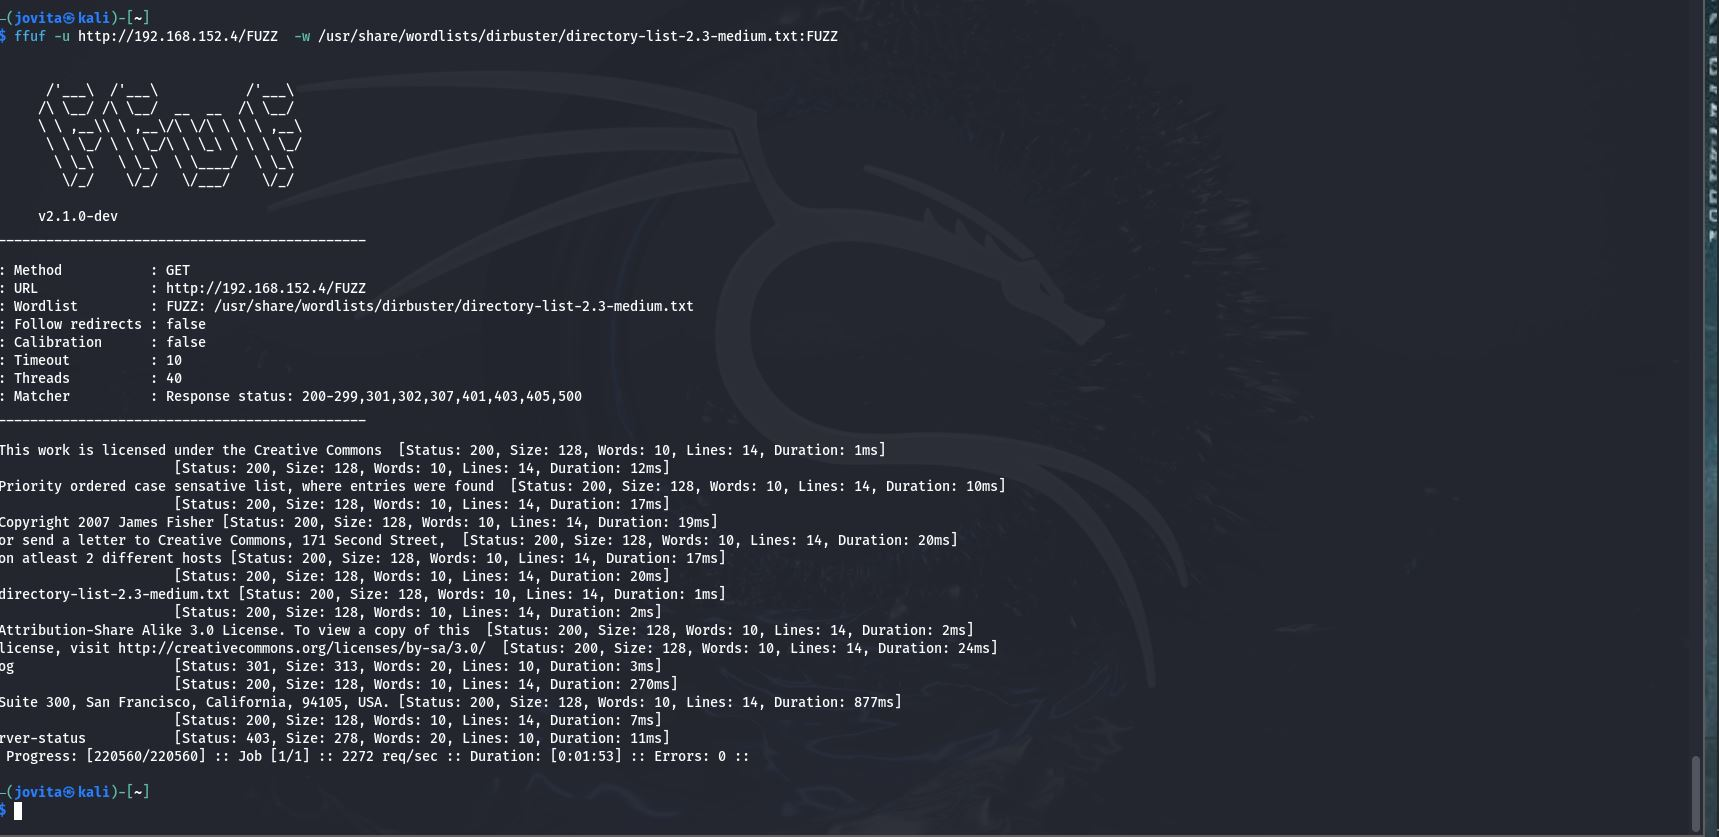 -(jovita㉿kali)-[~]
$ ffuf -u http://192.168.152.4/FUZZ  -w /usr/share/wordlists/dirbuster/directory-list-2.3-medium.txt:FUZZ
v2.1.0-dev
________________________________________________
: Method           : GET
: URL              : http://192.168.152.4/FUZZ
: Wordlist         : FUZZ: /usr/share/wordlists/dirbuster/directory-list-2.3-medium.txt
: Follow redirects : false
: Calibration      : false
: Timeout          : 10
: Threads          : 40
: Matcher          : Response status: 200-299,301,302,307,401,403,405,500
________________________________________________
This work is licensed under the Creative Commons  [Status: 200, Size: 128, Words: 10, Lines: 14, Duration: 1ms]
[Status: 200, Size: 128, Words: 10, Lines: 14, Duration: 12ms]
Priority ordered case sensative list, where entries were found  [Status: 200, Size: 128, Words: 10, Lines: 14, Duration: 10ms]
[Status: 200, Size: 128, Words: 10, Lines: 14, Duration: 17ms]
Copyright 2007 James Fisher [Status: 200, Size: 128, Words: 10, Lines: 14, Duration: 19ms]
or send a letter to Creative Commons, 171 Second Street,  [Status: 200, Size: 128, Words: 10, Lines: 14, Duration: 20ms]
on atleast 2 different hosts [Status: 200, Size: 128, Words: 10, Lines: 14, Duration: 17ms]
[Status: 200, Size: 128, Words: 10, Lines: 14, Duration: 20ms]
directory-list-2.3-medium.txt [Status: 200, Size: 128, Words: 10, Lines: 14, Duration: 1ms]
[Status: 200, Size: 128, Words: 10, Lines: 14, Duration: 2ms]
Attribution-Share Alike 3.0 License. To view a copy of this  [Status: 200, Size: 128, Words: 10, Lines: 14, Duration: 2ms]
license, visit http://creativecommons.org/licenses/by-sa/3.0/  [Status: 200, Size: 128, Words: 10, Lines: 14, Duration: 24ms]
og                    [Status: 301, Size: 313, Words: 20, Lines: 10, Duration: 3ms]
[Status: 200, Size: 128, Words: 10, Lines: 14, Duration: 270ms]
Suite 300, San Francisco, California, 94105, USA. [Status: 200, Size: 128, Words: 10, Lines: 14, Duration: 877ms]
[Status: 200, Size: 128, Words: 10, Lines: 14, Duration: 7ms]
rver-status           [Status: 403, Size: 278, Words: 20, Lines: 10, Duration: 11ms]
Progress: [220560/220560] :: Job [1/1] :: 2272 req/sec :: Duration: [0:01:53] :: Errors: 0 ::
-(jovita㉿kali)-[~]
$